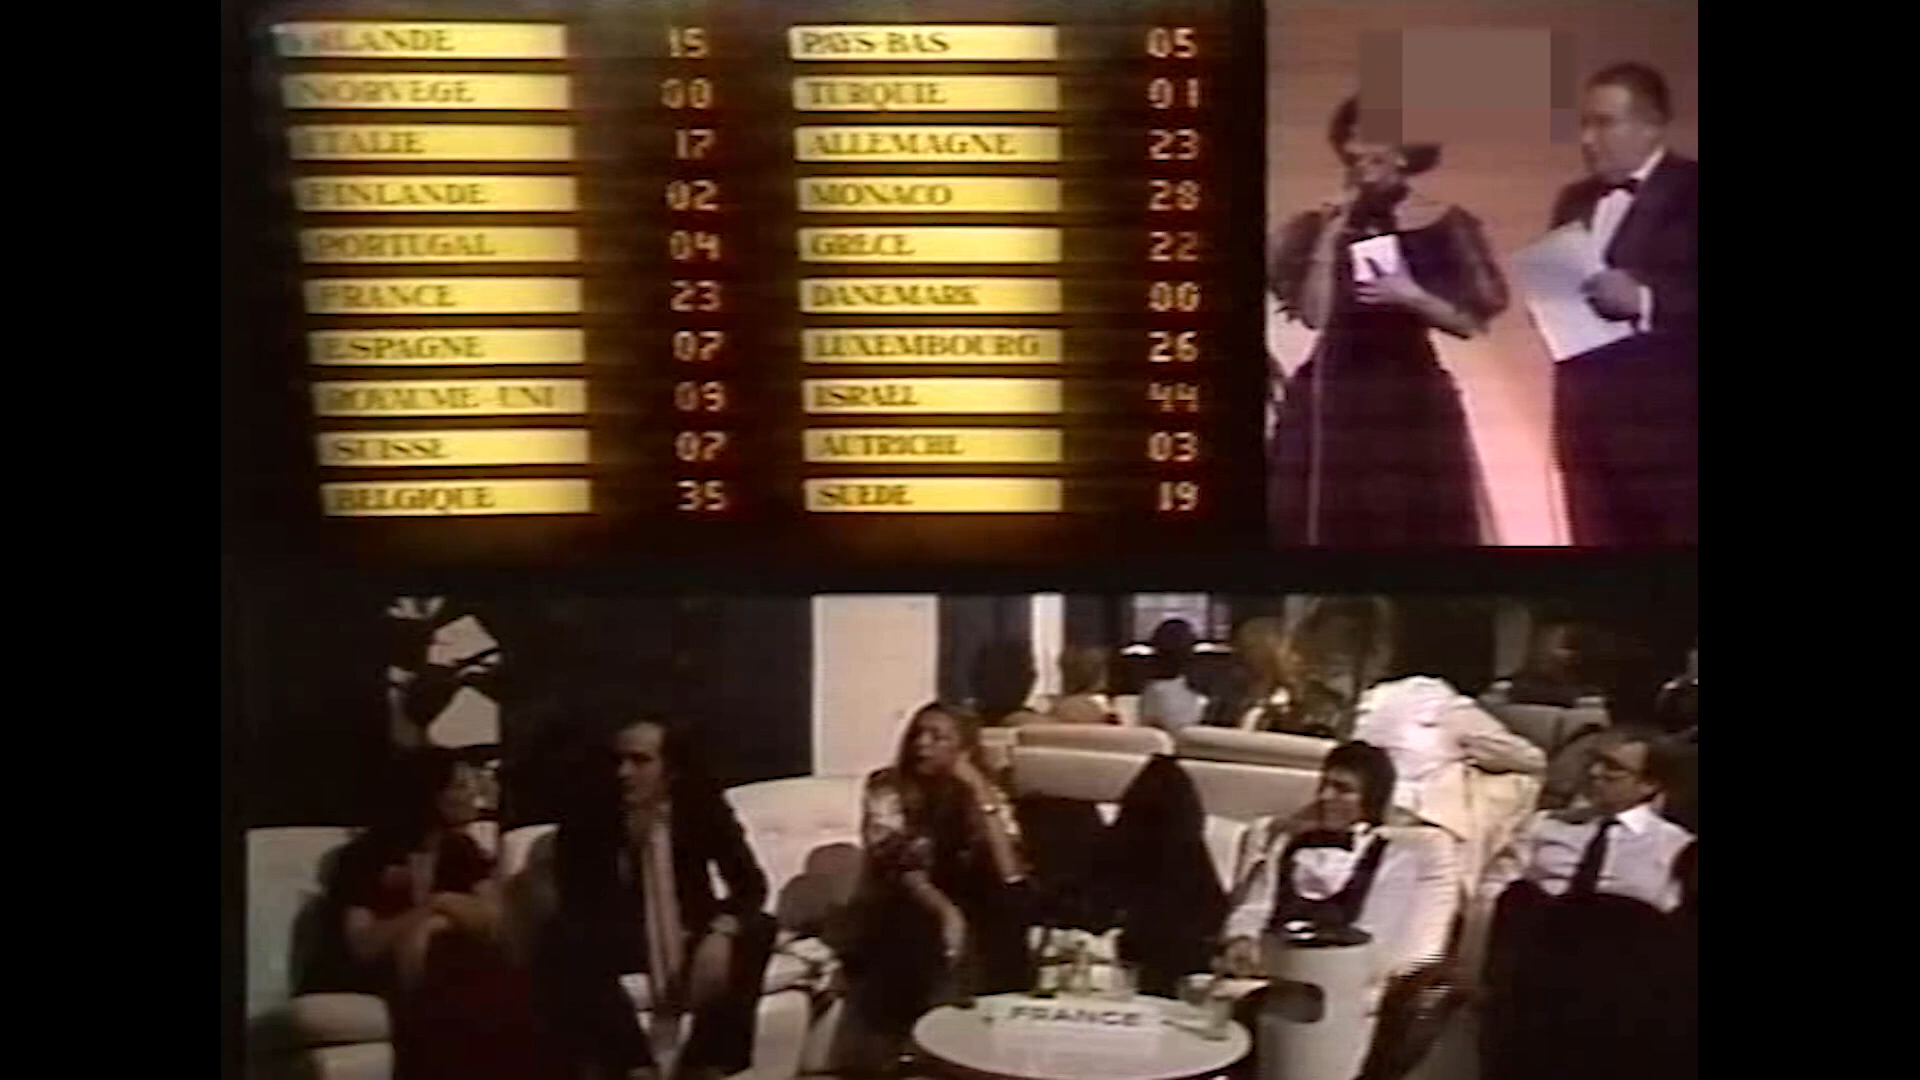 IRLANDE 15
NORVEGE 00
ITALIE 17
FINLANDE 02
PORTUGAL 04
FRANCE 23
ESPAGNE 07
ROYAUME-UNI 09
SUISSE 07
BELGIQUE 35
PAYS-BAS 05
TURQUIE 01
ALLEMAGNE 23
MONACO 28
GRECE 22
DANEMARK 00
LUXEMBOURG 26
ISRAEL 44
AUTRICHE 03
SUEDE 19
FRANCE